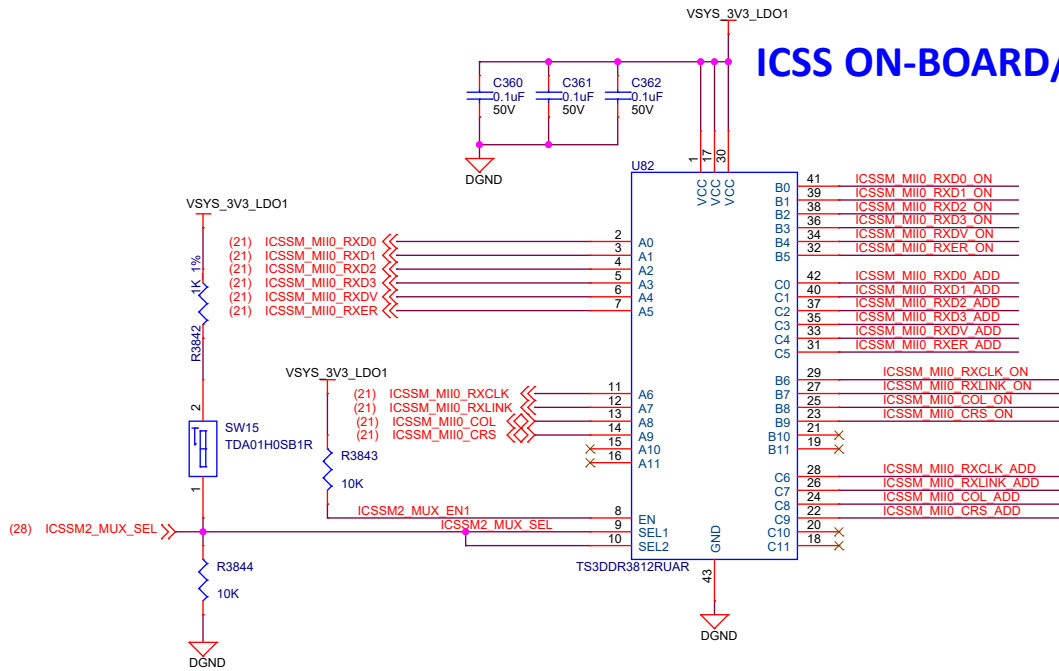 VSYS_3V3_LDO1
ICSS ON-BOARD/
C360
0.1uF
50V
C361
0.1uF
50V
C362
0.1uF
50V
DGND
1
17
30
U82
VCC
VCC
VCC
VSYS_3V3_LDO1
1K 1%
R3842
(21) ICSSM_MII0_RXD0 2 A0
(21) ICSSM_MII0_RXD1 3 A1
(21) ICSSM_MII0_RXD2 4 A2
(21) ICSSM_MII0_RXD3 5 A3
(21) ICSSM_MII0_RXDV 6 A4
(21) ICSSM_MII0_RXER 7 A5
B0 41 ICSSM_MII0_RXD0_ON
B1 39 ICSSM_MII0_RXD1_ON
B2 38 ICSSM_MII0_RXD2_ON
B3 36 ICSSM_MII0_RXD3_ON
B4 34 ICSSM_MII0_RXDV_ON
B5 32 ICSSM_MII0_RXER_ON
C0 42 ICSSM_MII0_RXD0_ADD
C1 40 ICSSM_MII0_RXD1_ADD
C2 37 ICSSM_MII0_RXD2_ADD
C3 35 ICSSM_MII0_RXD3_ADD
C4 33 ICSSM_MII0_RXDV_ADD
C5 31 ICSSM_MII0_RXER_ADD
VSYS_3V3_LDO1
(21) ICSSM_MII0_RXCLK 11 A6
(21) ICSSM_MII0_RXLINK 12 A7
(21) ICSSM_MII0_COL 13 A8
(21) ICSSM_MII0_CRS 14 A9
15 A10
16 A11
B6 29 ICSSM_MII0_RXCLK_ON
B7 27 ICSSM_MII0_RXLINK_ON
B8 25 ICSSM_MII0_COL_ON
B9 23 ICSSM_MII0_CRS_ON
B10 21
B11 19
2
SW15
TDA01H0SB1R
1
R3843
10K
C6 28 ICSSM_MII0_RXCLK_ADD
C7 26 ICSSM_MII0_RXLINK_ADD
C8 24 ICSSM_MII0_COL_ADD
C9 22 ICSSM_MII0_CRS_ADD
C10 20
C11 18
ICSSM2_MUX_EN1 8 EN
(28) ICSSM2_MUX_SEL ICSSM2_MUX_SEL 9 SEL1
10 SEL2
GND
43
TS3DDR3812RUAR
R3844
10K
DGND
DGND